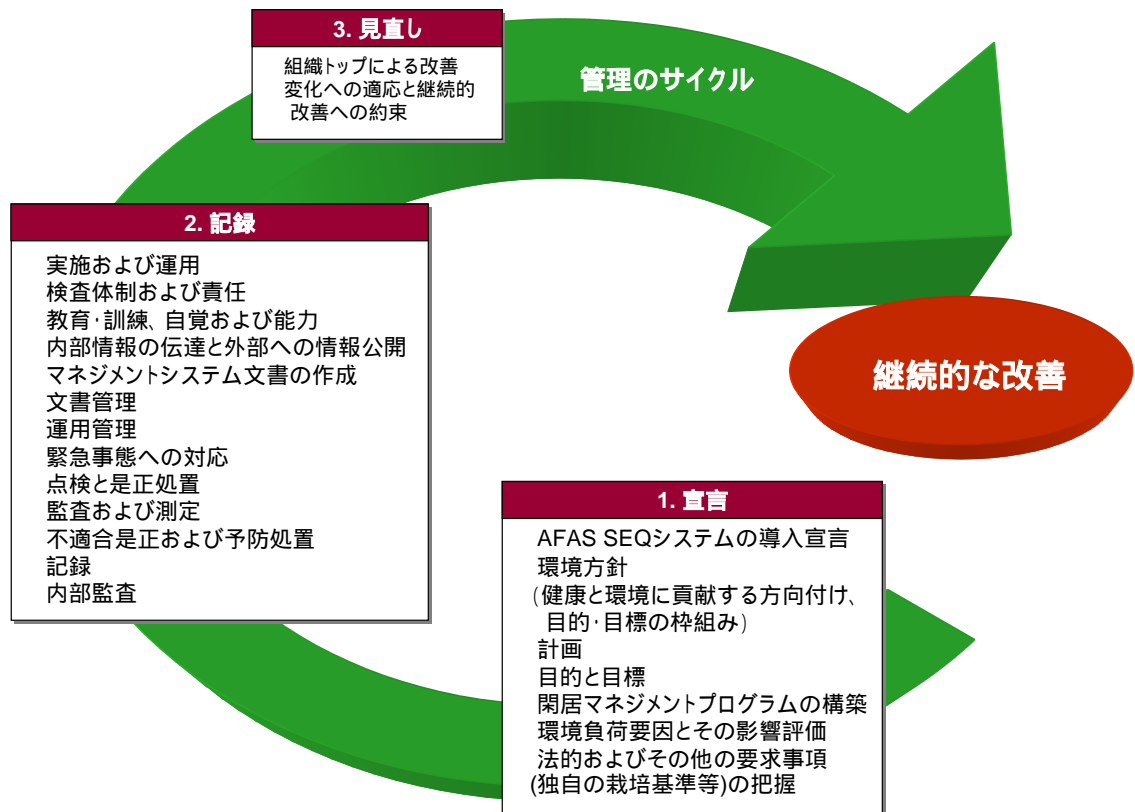 3. 見直し
組織トップによる改善
変化への適応と継続的
改善への約束
管理のサイクル
2. 記録
実施および運用
検査体制および責任
教育・訓練、自覚および能力
内部情報の伝達と外部への情報公開
マネジメントシステム文書の作成
文書管理
運用管理
緊急事態への対応
点検と是正処置
監査および測定
不適合是正および予防処置
記録
内部監査
継続的な改善
1. 宣言
AFAS SEQシステムの導入宣言
環境方針
(健康と環境に貢献する方向付け、
目的・目標の枠組み)
計画
目的と目標
閑居マネジメントプログラムの構築
環境負荷要因とその影響評価
法的およびその他の要求事項
(独自の栽培基準等)の把握